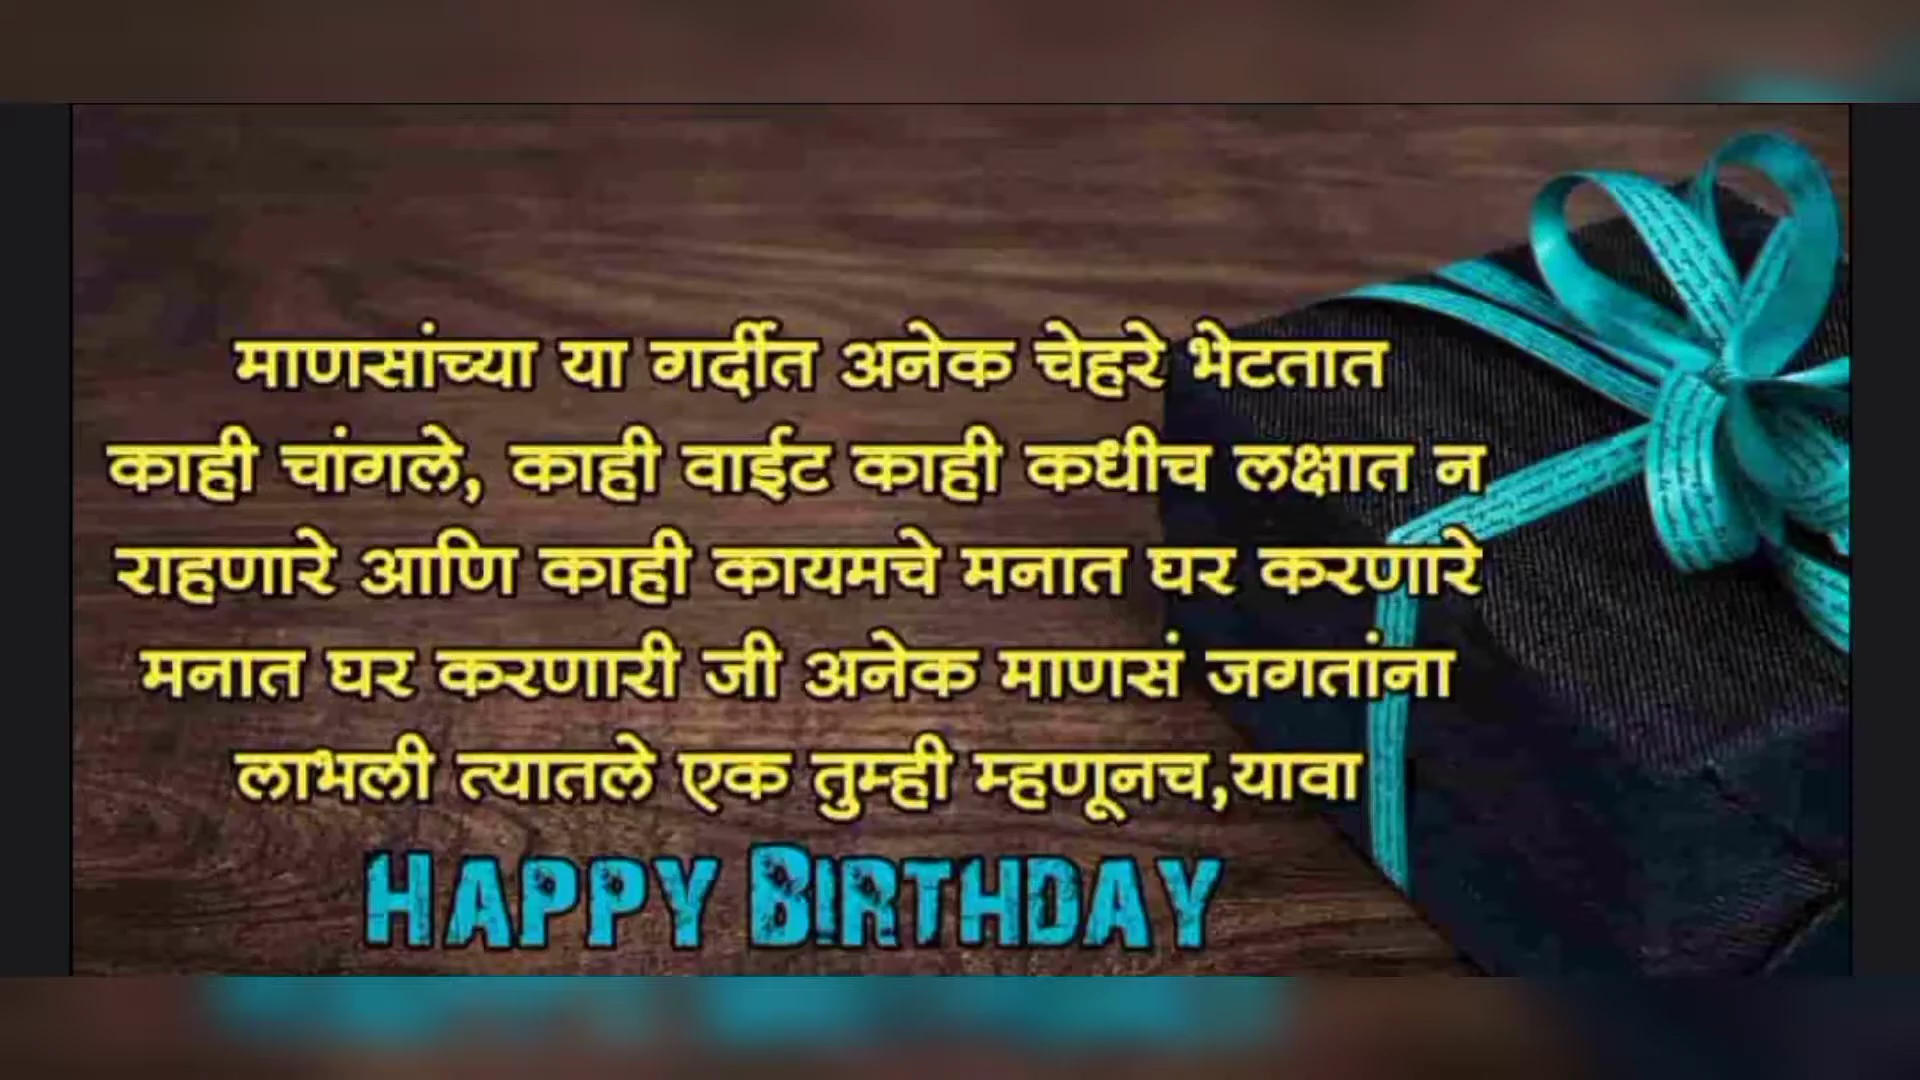 माणसांच्या या गर्दीत अनेक चेहरे भेटतात
काही चांगले, काही वाईट काही कधीच लक्षात न
राहणारे आणि काही कायमचे मनात घर करणारे
मनात घर करणारी जी अनेक माणसं जगतांना
लाभली त्यातले एक तुम्ही म्हणूनच,यावा
HAPPY BIRTHDAY